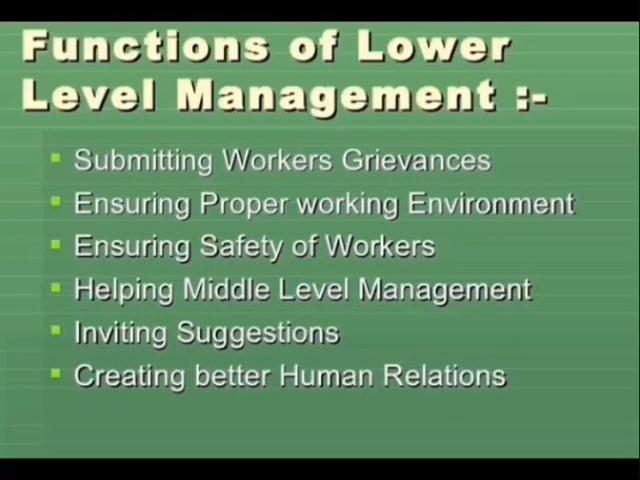 Functions of Lower
Level Management :-
Submitting Workers Grievances
Ensuring Proper working Environment
Ensuring Safety of Workers
Helping Middle Level Management
Inviting Suggestions
Creating better Human Relations